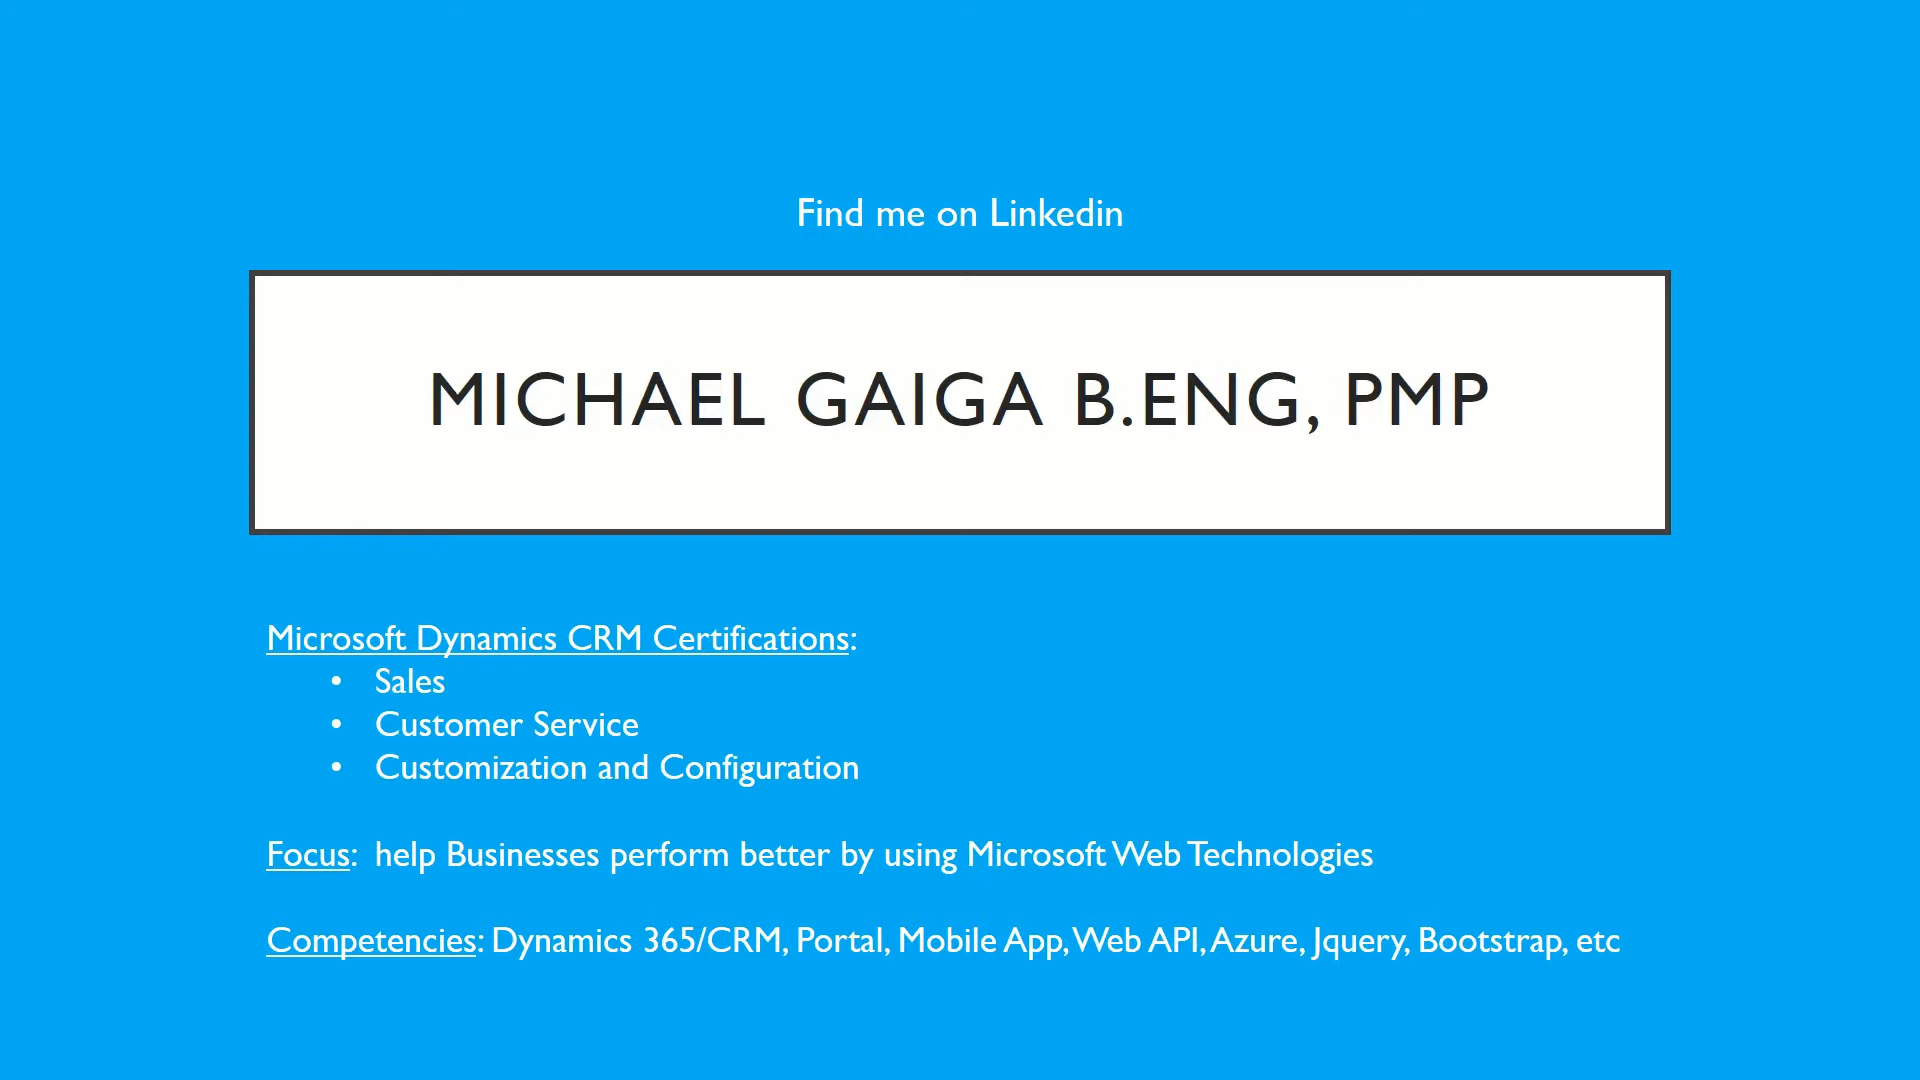 Find me on Linkedin
MICHAEL GAIGA B.ENG, PMP
Microsoft Dynamics CRM Certifications:
• Sales
• Customer Service
• Customization and Configuration
Focus: help Businesses perform better by using Microsoft Web Technologies
Competencies: Dynamics 365/CRM, Portal, Mobile App, Web API, Azure, Jquery, Bootstrap, etc